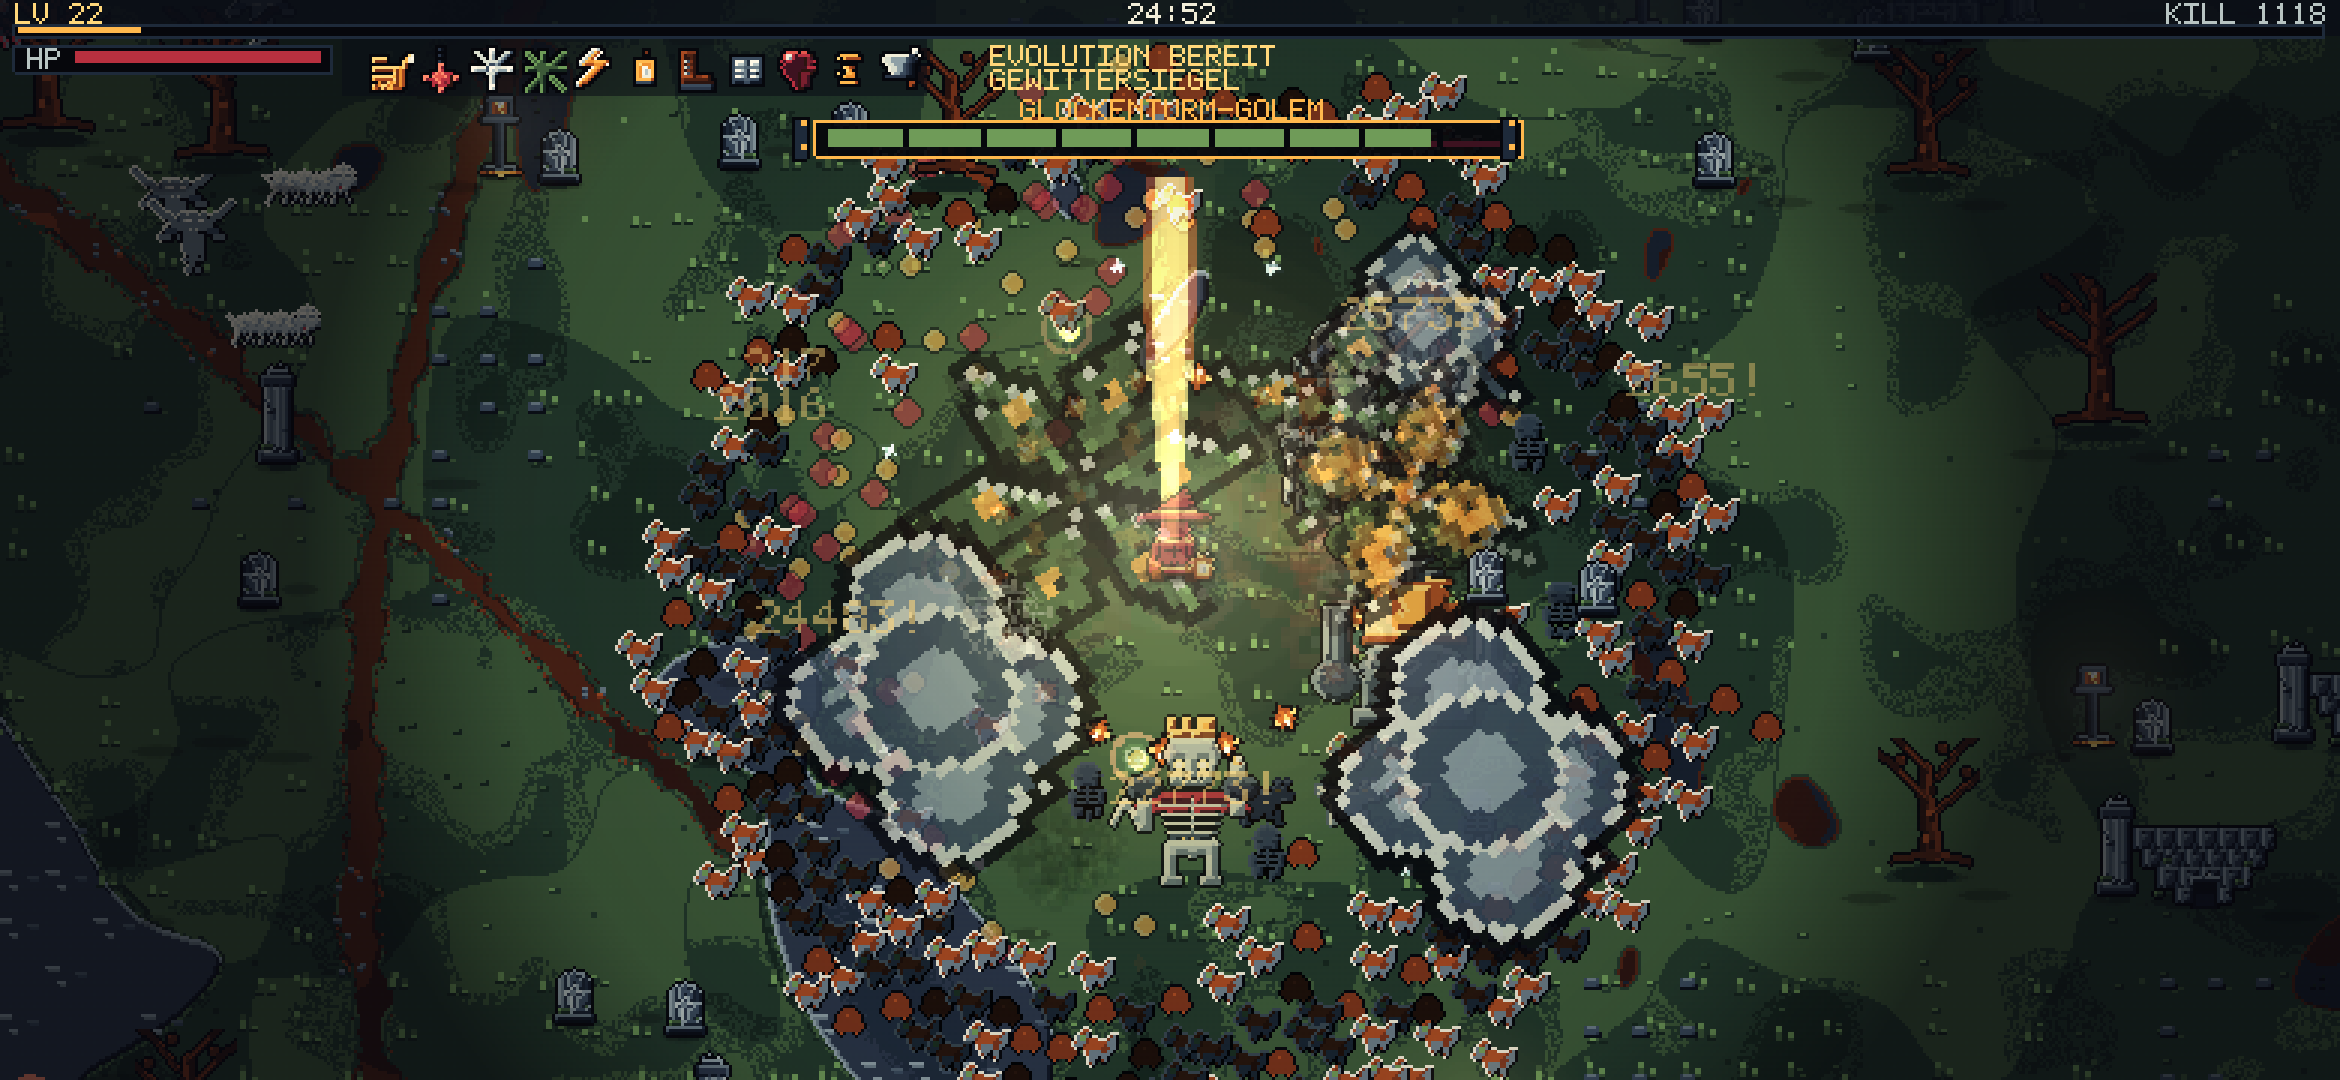 LV 22
24:52
KILL 1118
HP
EVOLUTION BEREIT
GEWITTERSIEGEL
GLOCKENTURM-GOLEM
24483!